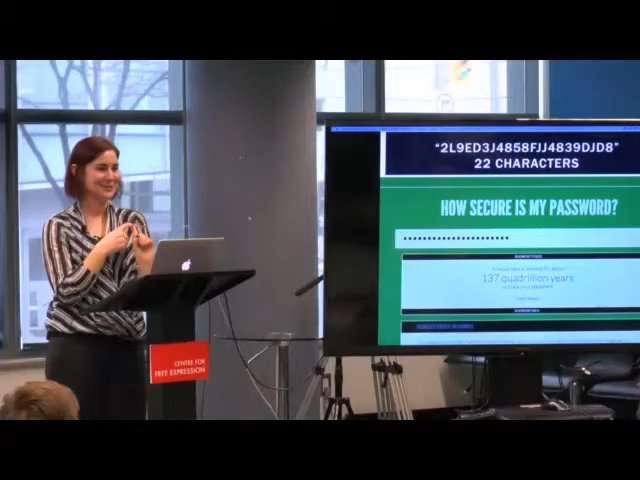 "2L9ED3J4858FJJ4839DJD8"
22 CHARACTERS
HOW SECURE IS MY PASSWORD?
137 quadrillion years
CENTRE FOR
FREE EXPRESSION